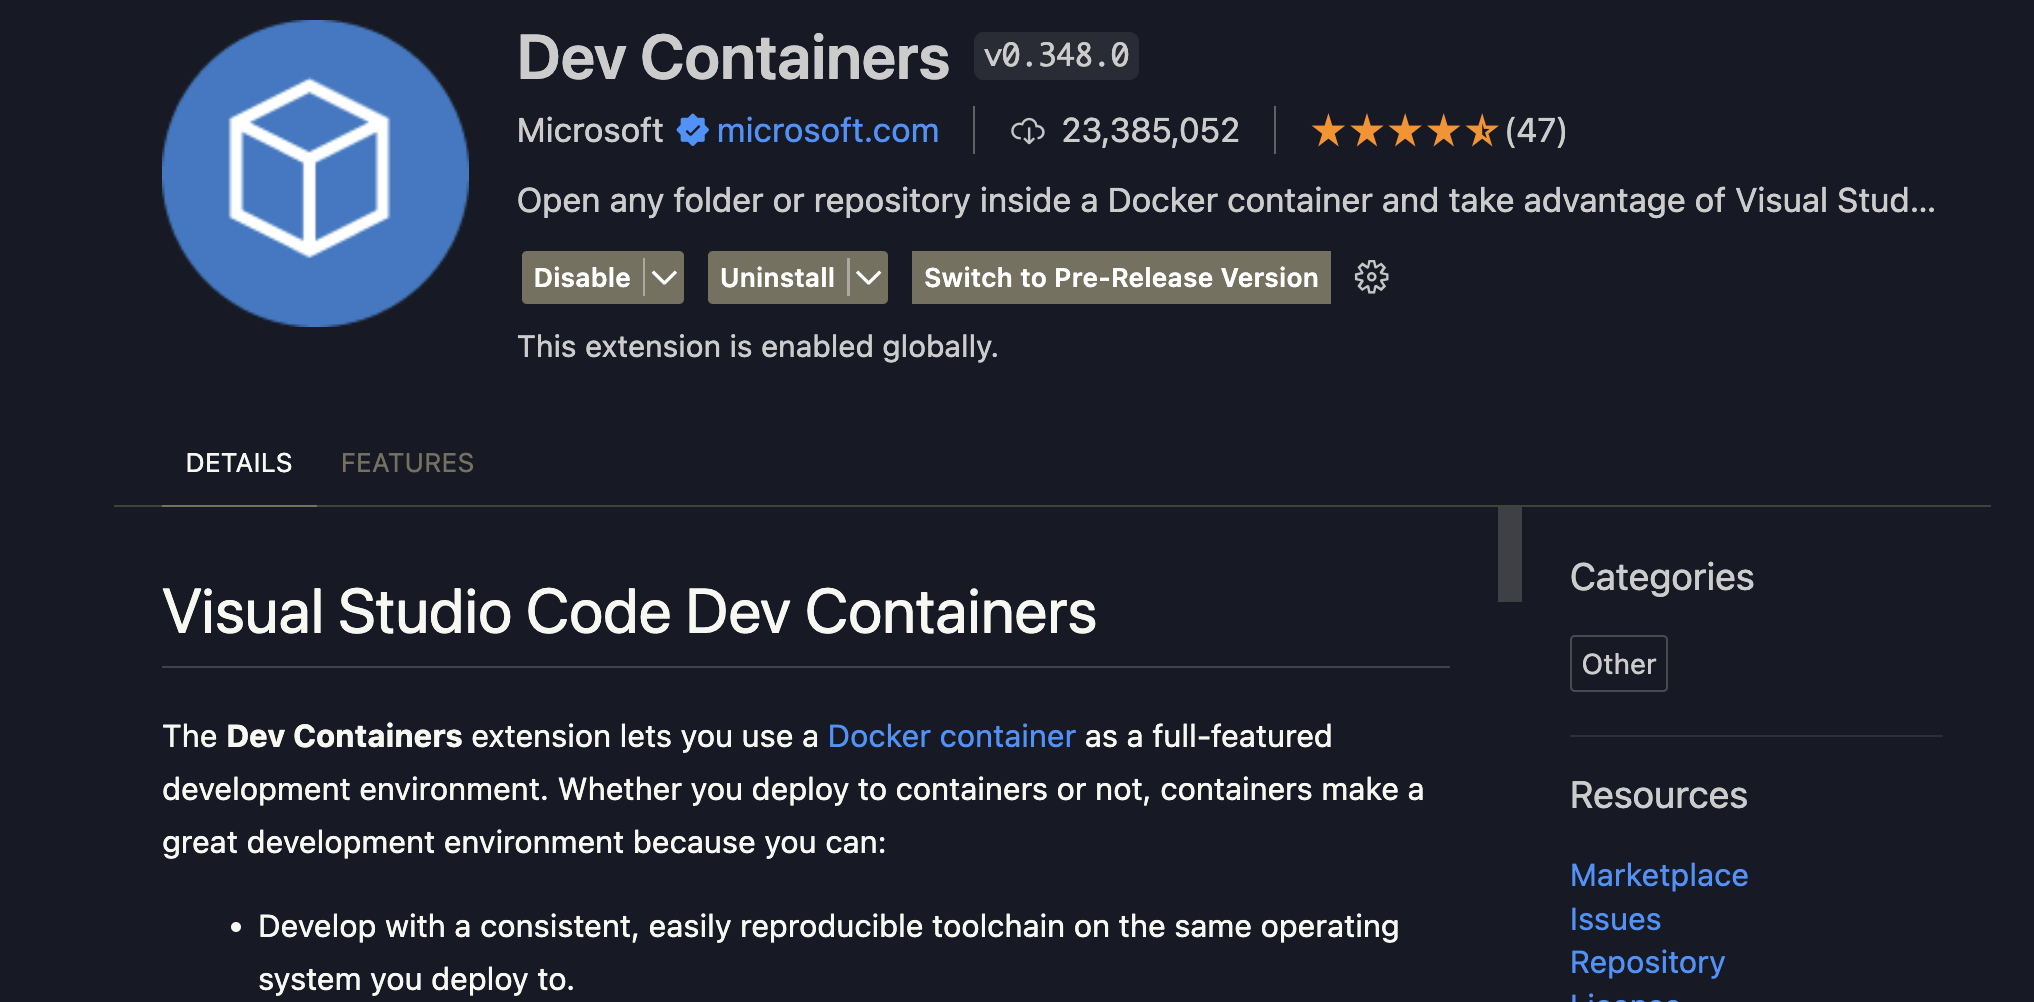 Dev Containers v0.348.0
Microsoft microsoft.com 23,385,052 (47)
Open any folder or repository inside a Docker container and take advantage of Visual Stud...
Disable Uninstall Switch to Pre-Release Version
This extension is enabled globally.
DETAILS FEATURES
Visual Studio Code Dev Containers
The Dev Containers extension lets you use a Docker container as a full-featured
development environment. Whether you deploy to containers or not, containers make a
great development environment because you can:
• Develop with a consistent, easily reproducible toolchain on the same operating
system you deploy to.
Categories
Other
Resources
Marketplace
Issues
Repository